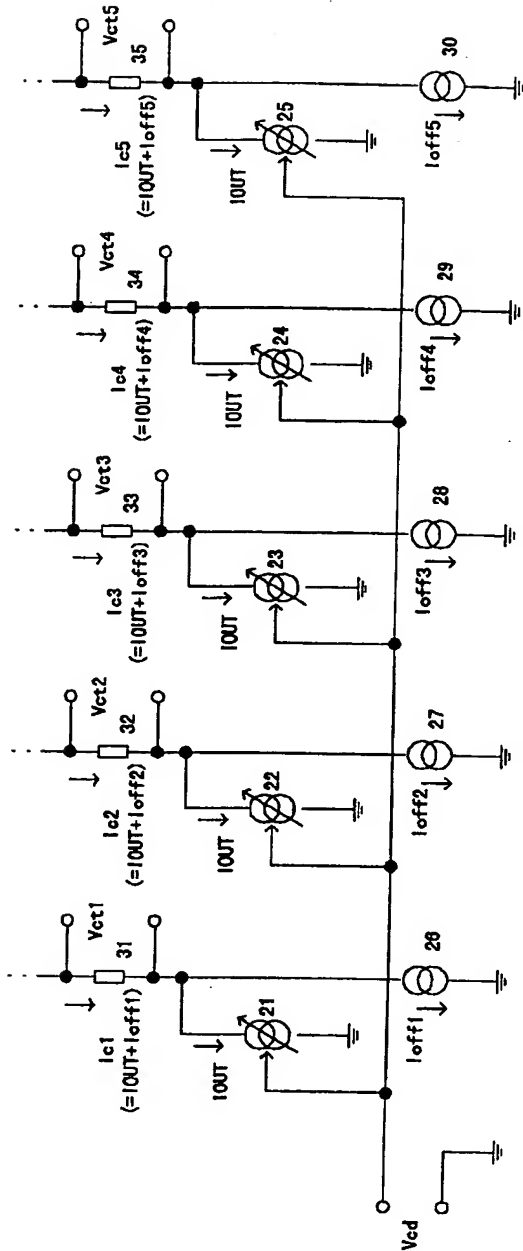 Vct1
31
Ic1
(=IOUT+Ioff1)
IOUT
21
Ioff1
26
Vct2
32
Ic2
(=IOUT+Ioff2)
IOUT
22
Ioff2
27
Vct3
33
Ic3
(=IOUT+Ioff3)
IOUT
23
Ioff3
28
Vct4
34
Ic4
(=IOUT+Ioff4)
IOUT
24
Ioff4
29
Vct5
35
Ic5
(=IOUT+Ioff5)
IOUT
25
Ioff5
30
Vcd